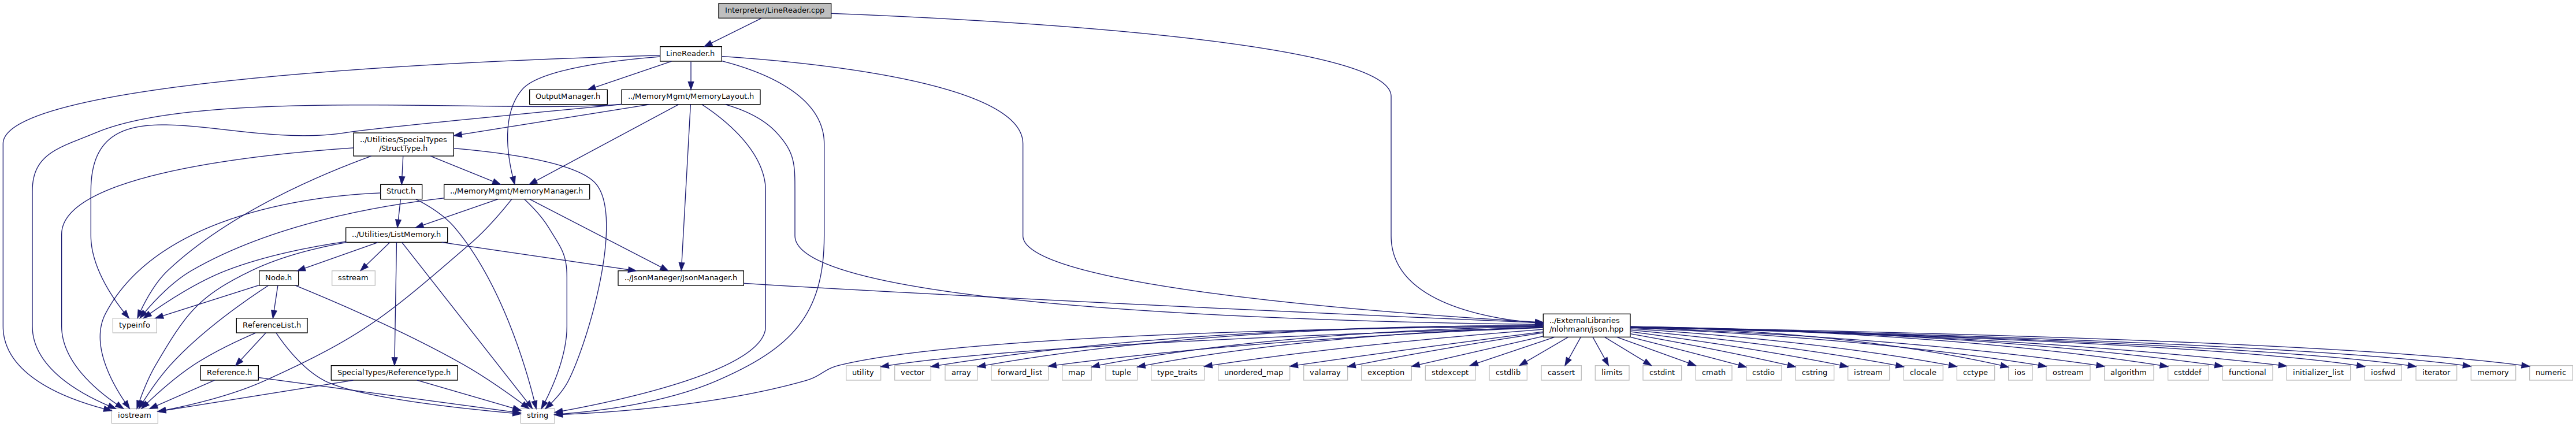 Interpreter/LineReader.cpp
LineReader.h
OutputManager.h
../MemoryMgmt/MemoryLayout.h
../Utilities/SpecialTypes
/StructType.h
Struct.h
../MemoryMgmt/MemoryManager.h
../Utilities/ListMemory.h
Node.h
sstream
../JsonManeger/JsonManager.h
typeinfo
ReferenceList.h
../ExternalLibraries
/nlohmann/json.hpp
Reference.h
SpecialTypes/ReferenceType.h
utility
vector
array
forward_list
map
tuple
type_traits
unordered_map
valarray
exception
stdexcept
cstdlib
cassert
limits
cstdint
cmath
cstdio
cstring
istream
clocale
cctype
ios
ostream
algorithm
cstddef
functional
initializer_list
iosfwd
iterator
memory
numeric
iostream
string